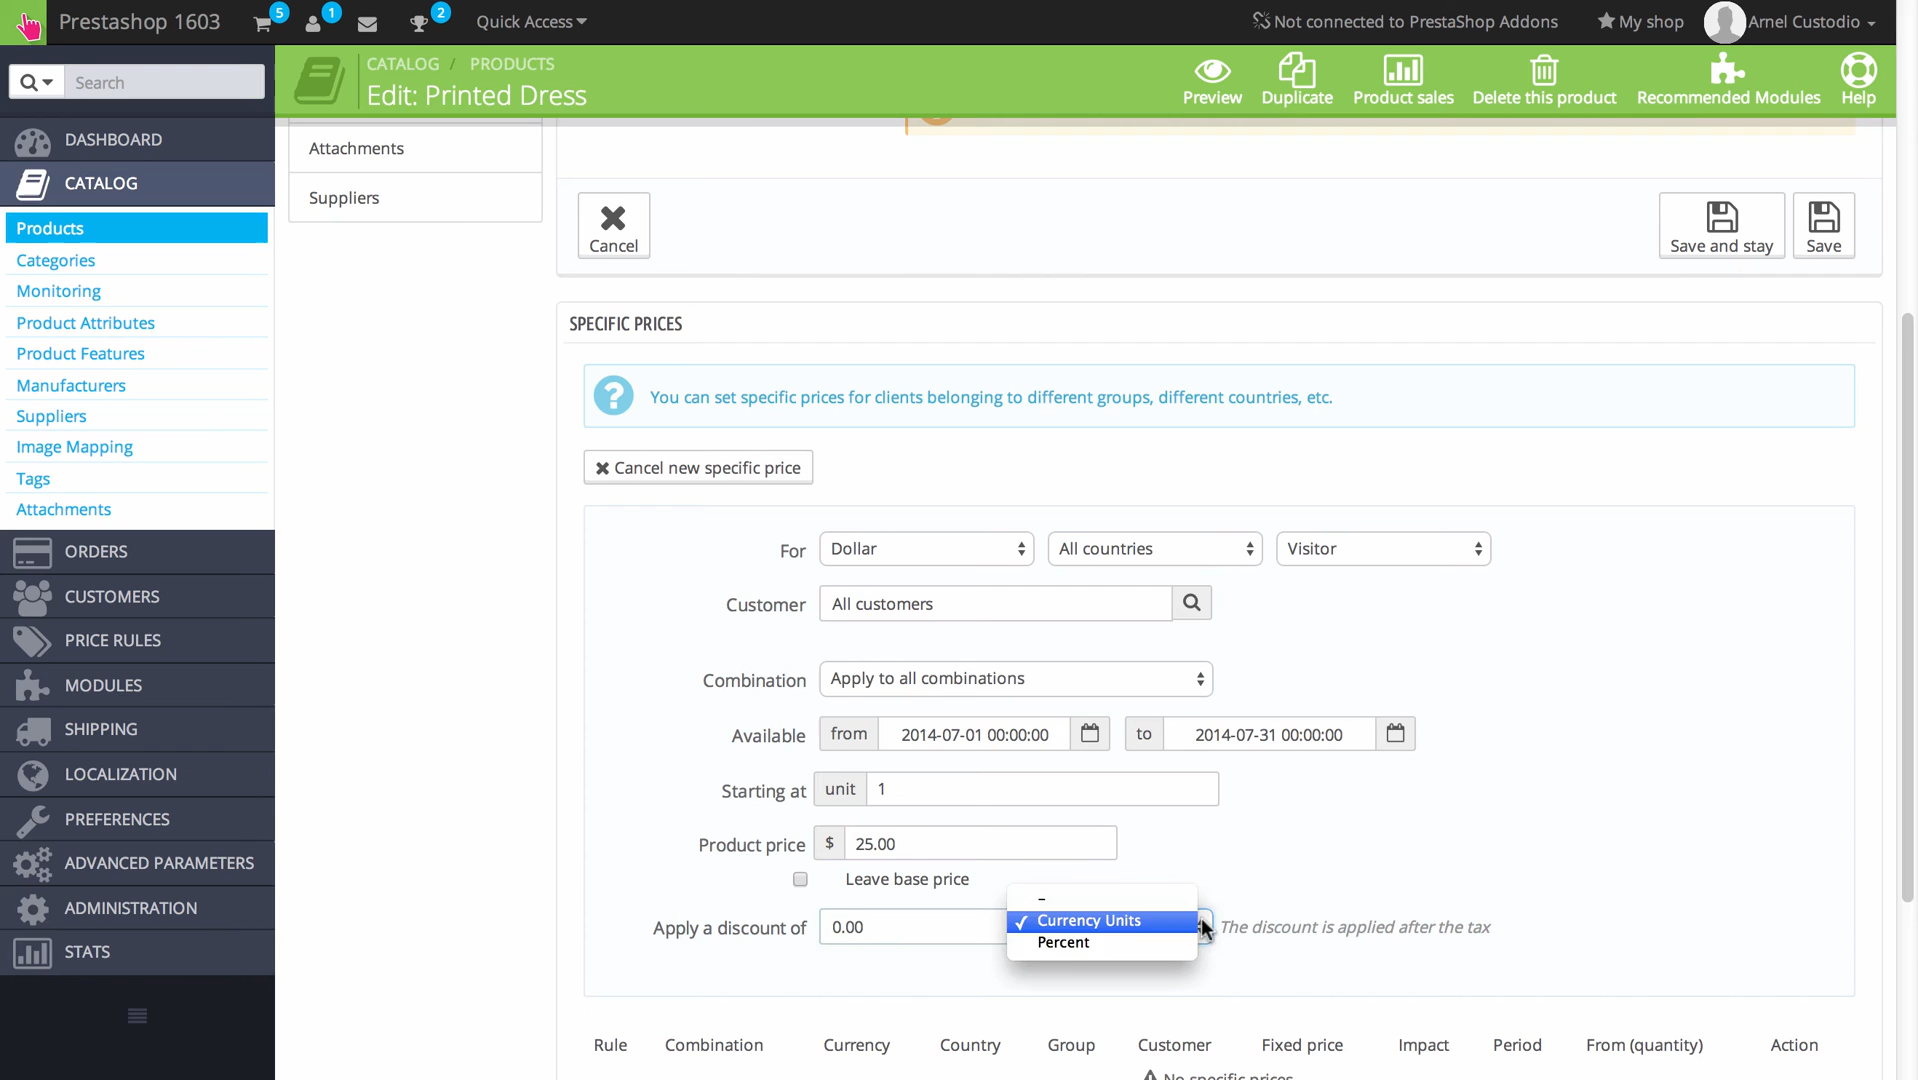 Prestashop 1603
5
1
2
Quick Access
Not connected to PrestaShop Addons
My shop
Arnel Custodio
Search
CATALOG / PRODUCTS
Edit: Printed Dress
Preview
Duplicate
Product sales
Delete this product
Recommended Modules
Help
DASHBOARD
CATALOG
Products
Categories
Monitoring
Product Attributes
Product Features
Manufacturers
Suppliers
Image Mapping
Tags
Attachments
ORDERS
CUSTOMERS
PRICE RULES
MODULES
SHIPPING
LOCALIZATION
PREFERENCES
ADVANCED PARAMETERS
ADMINISTRATION
STATS
Attachments
Suppliers
Cancel
Save and stay
Save
SPECIFIC PRICES
? You can set specific prices for clients belonging to different groups, different countries, etc.
Cancel new specific price
For Dollar All countries Visitor
Customer All customers
Combination Apply to all combinations
Available from 2014-07-01 00:00:00 to 2014-07-31 00:00:00
Starting at unit 1
Product price $ 25.00
Leave base price
–
✓ Currency Units
Percent
Apply a discount of 0.00 The discount is applied after the tax
Rule Combination Currency Country Group Customer Fixed price Impact Period From (quantity) Action
No specific prices